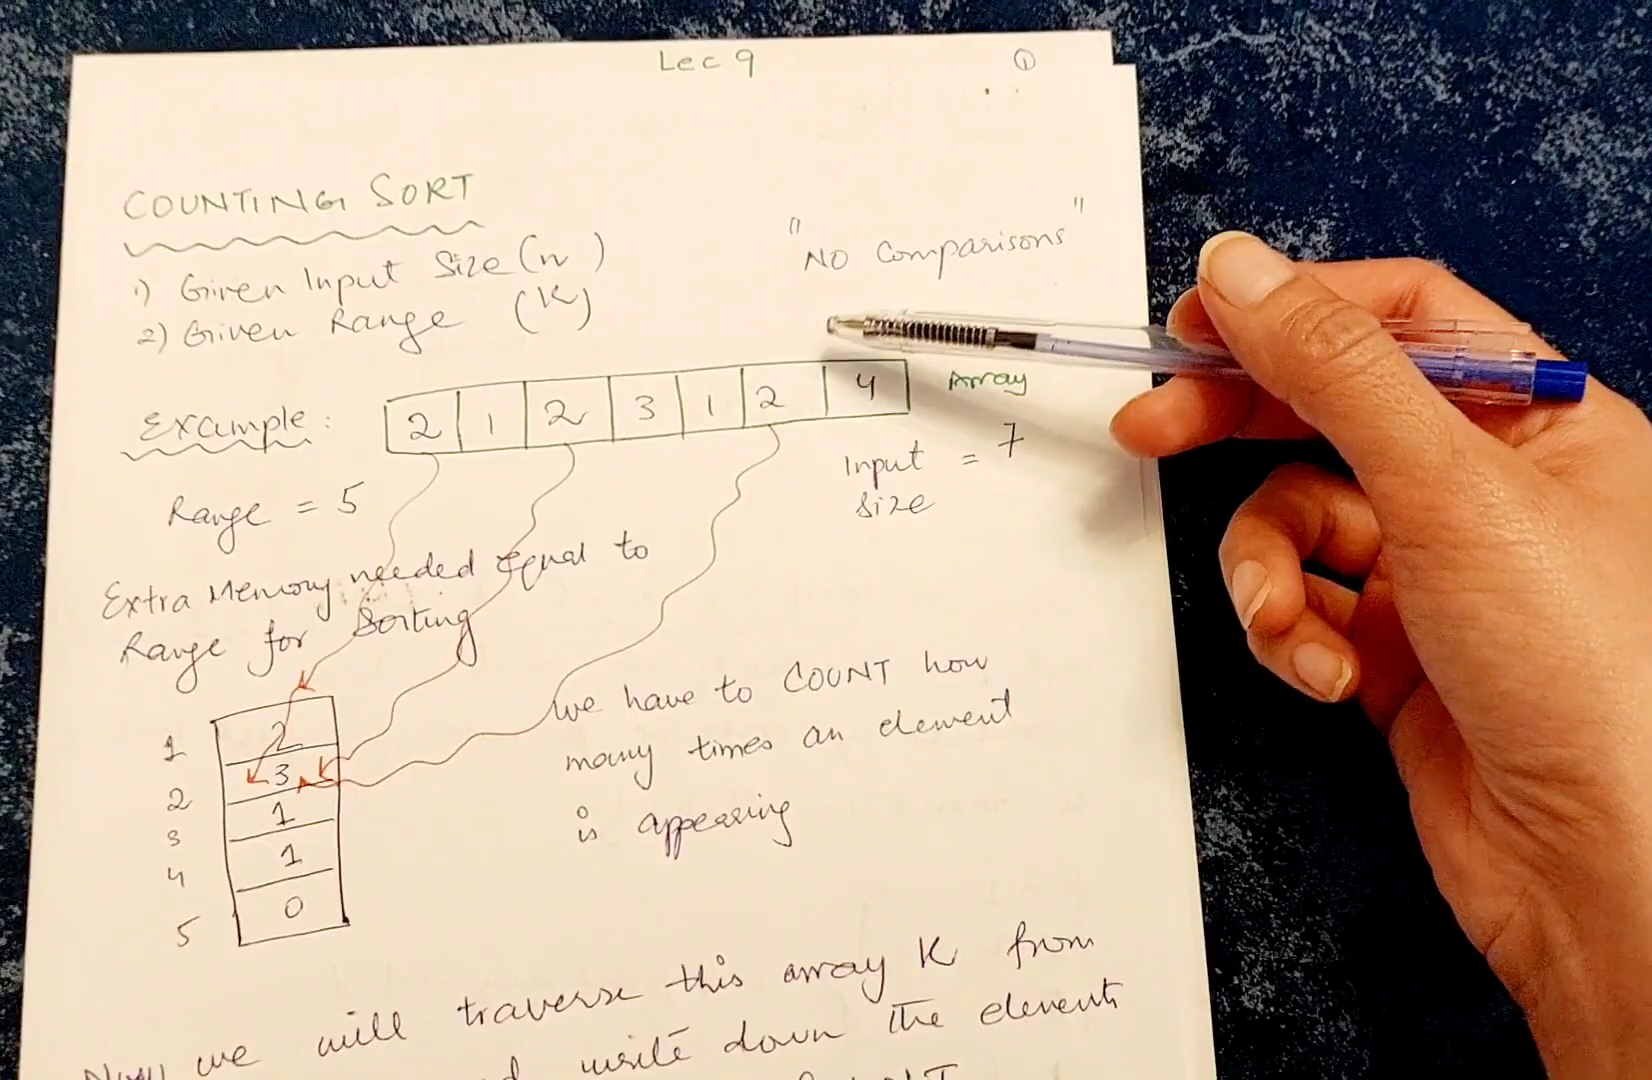 Lec 9
1
COUNTING SORT
1) Given Input Size (n)
2) Given Range (K)
"NO Comparisons"
Example: 2 1 2 3 1 2 4 Array
Range = 5
Input size = 7
Extra Memory needed equal to
Range for Sorting
1 2
2 3
3 1
4 1
5 0
we have to COUNT how
many times an element
is appearing
Now we will traverse this array K from
write down the elements